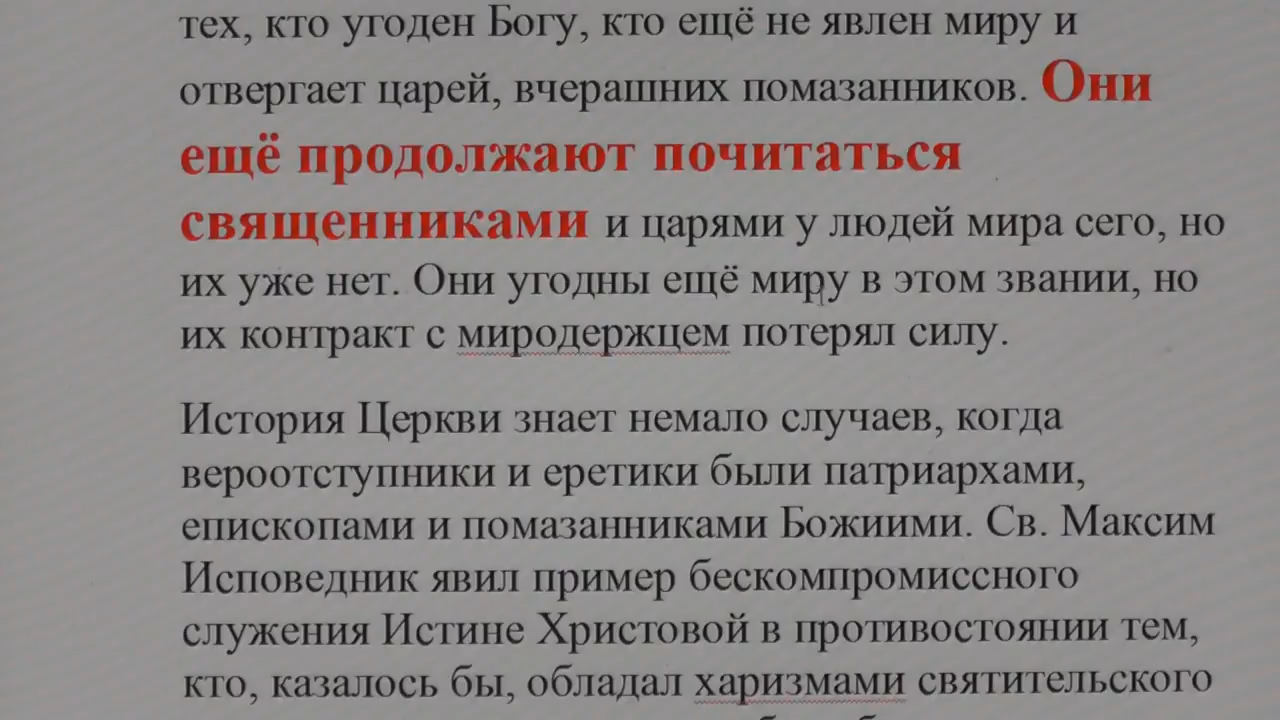 тех, кто угоден Богу, кто ещё не явлен миру и
отвергает царей, вчерашних помазанников. Они
ещё продолжают почитаться
священниками и царями у людей мира сего, но
их уже нет. Они угодны ещё миру в этом звании, но
их контракт с миродержцем потерял силу.
История Церкви знает немало случаев, когда
вероотступники и еретики были патриархами,
епископами и помазанниками Божиими. Св. Максим
Исповедник явил пример бескомпромиссного
служения Истине Христовой в противостоянии тем,
кто, казалось бы, обладал харизмами святительского